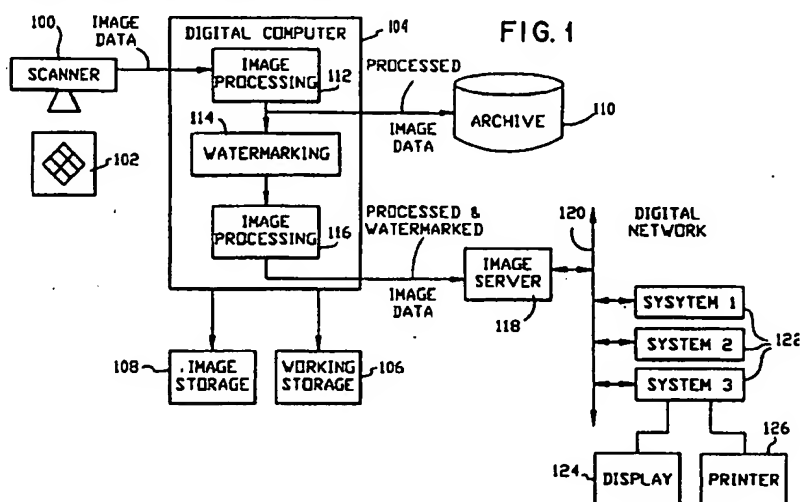 FIG. 1
100
IMAGE
DATA
SCANNER
102
DIGITAL COMPUTER
104
IMAGE
PROCESSING
112
PROCESSED
IMAGE
DATA
ARCHIVE
110
114
WATERMARKING
IMAGE
PROCESSING
116
PROCESSED &
WATERMARKED
IMAGE
DATA
IMAGE
SERVER
118
120
DIGITAL
NETWORK
SYSYTEM 1
SYSTEM 2
SYSTEM 3
122
108
.IMAGE
STORAGE
WORKING
STORAGE
106
124
DISPLAY
126
PRINTER